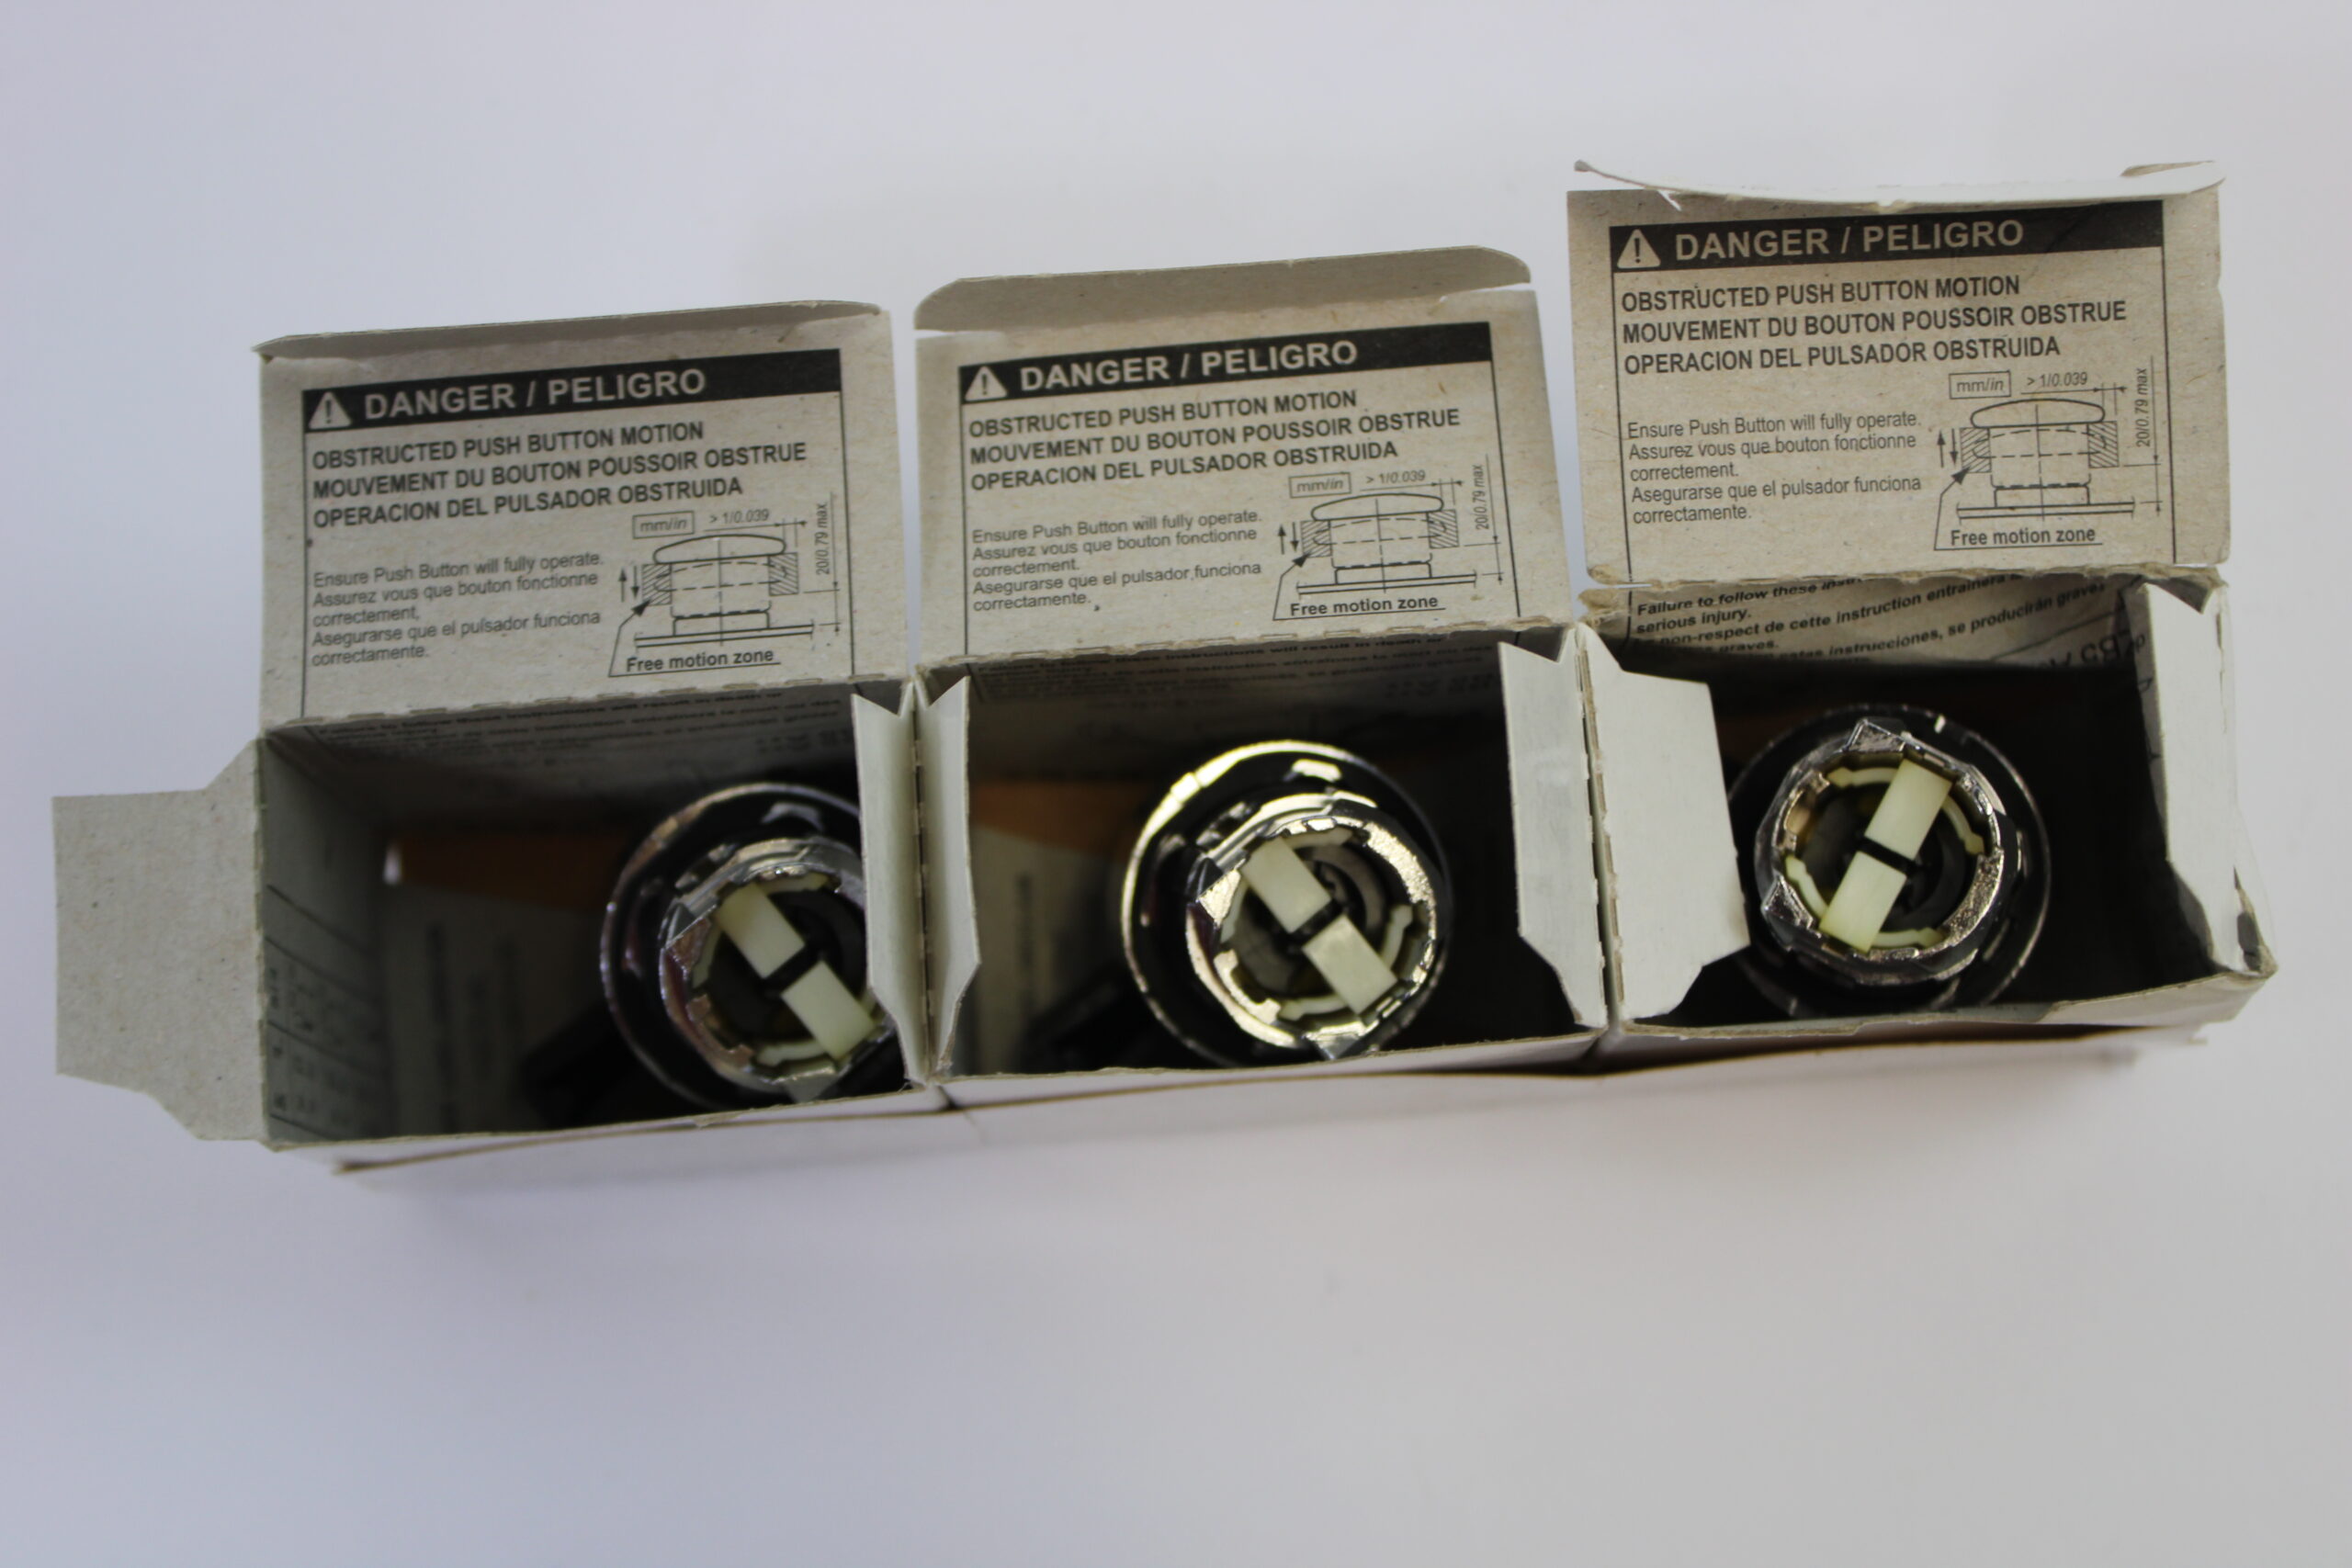 DANGER / PELIGRO
OBSTRUCTED PUSH BUTTON MOTION
MOUVEMENT DU BOUTON POUSSOIR OBSTRUE
OPERACION DEL PULSADOR OBSTRUIDA
mm/in > 1/0.039
20/0.79 max
Ensure Push Button will fully operate.
Assurez vous que bouton fonctionne
correctement,
Asegurarse que el pulsador funciona
correctamente.
Free motion zone
DANGER / PELIGRO
OBSTRUCTED PUSH BUTTON MOTION
MOUVEMENT DU BOUTON POUSSOIR OBSTRUE
OPERACION DEL PULSADOR OBSTRUIDA
mm/in > 1/0.039
20/0.79 max
Ensure Push Button will fully operate.
Assurez vous que bouton fonctionne
correctement.
Asegurarse que el pulsador funciona
correctamente.
Free motion zone
DANGER / PELIGRO
OBSTRUCTED PUSH BUTTON MOTION
MOUVEMENT DU BOUTON POUSSOIR OBSTRUE
OPERACION DEL PULSADOR OBSTRUIDA
mm/in > 1/0.039
20/0.79 max
Ensure Push Button will fully operate.
Assurez vous que bouton fonctionne
correctement.
Asegurarse que el pulsador funciona
correctamente.
Free motion zone
Failure to follow these
serious injury.
non-respect de cette instruction entraînera
graves.
instrucciones, se producirán graves